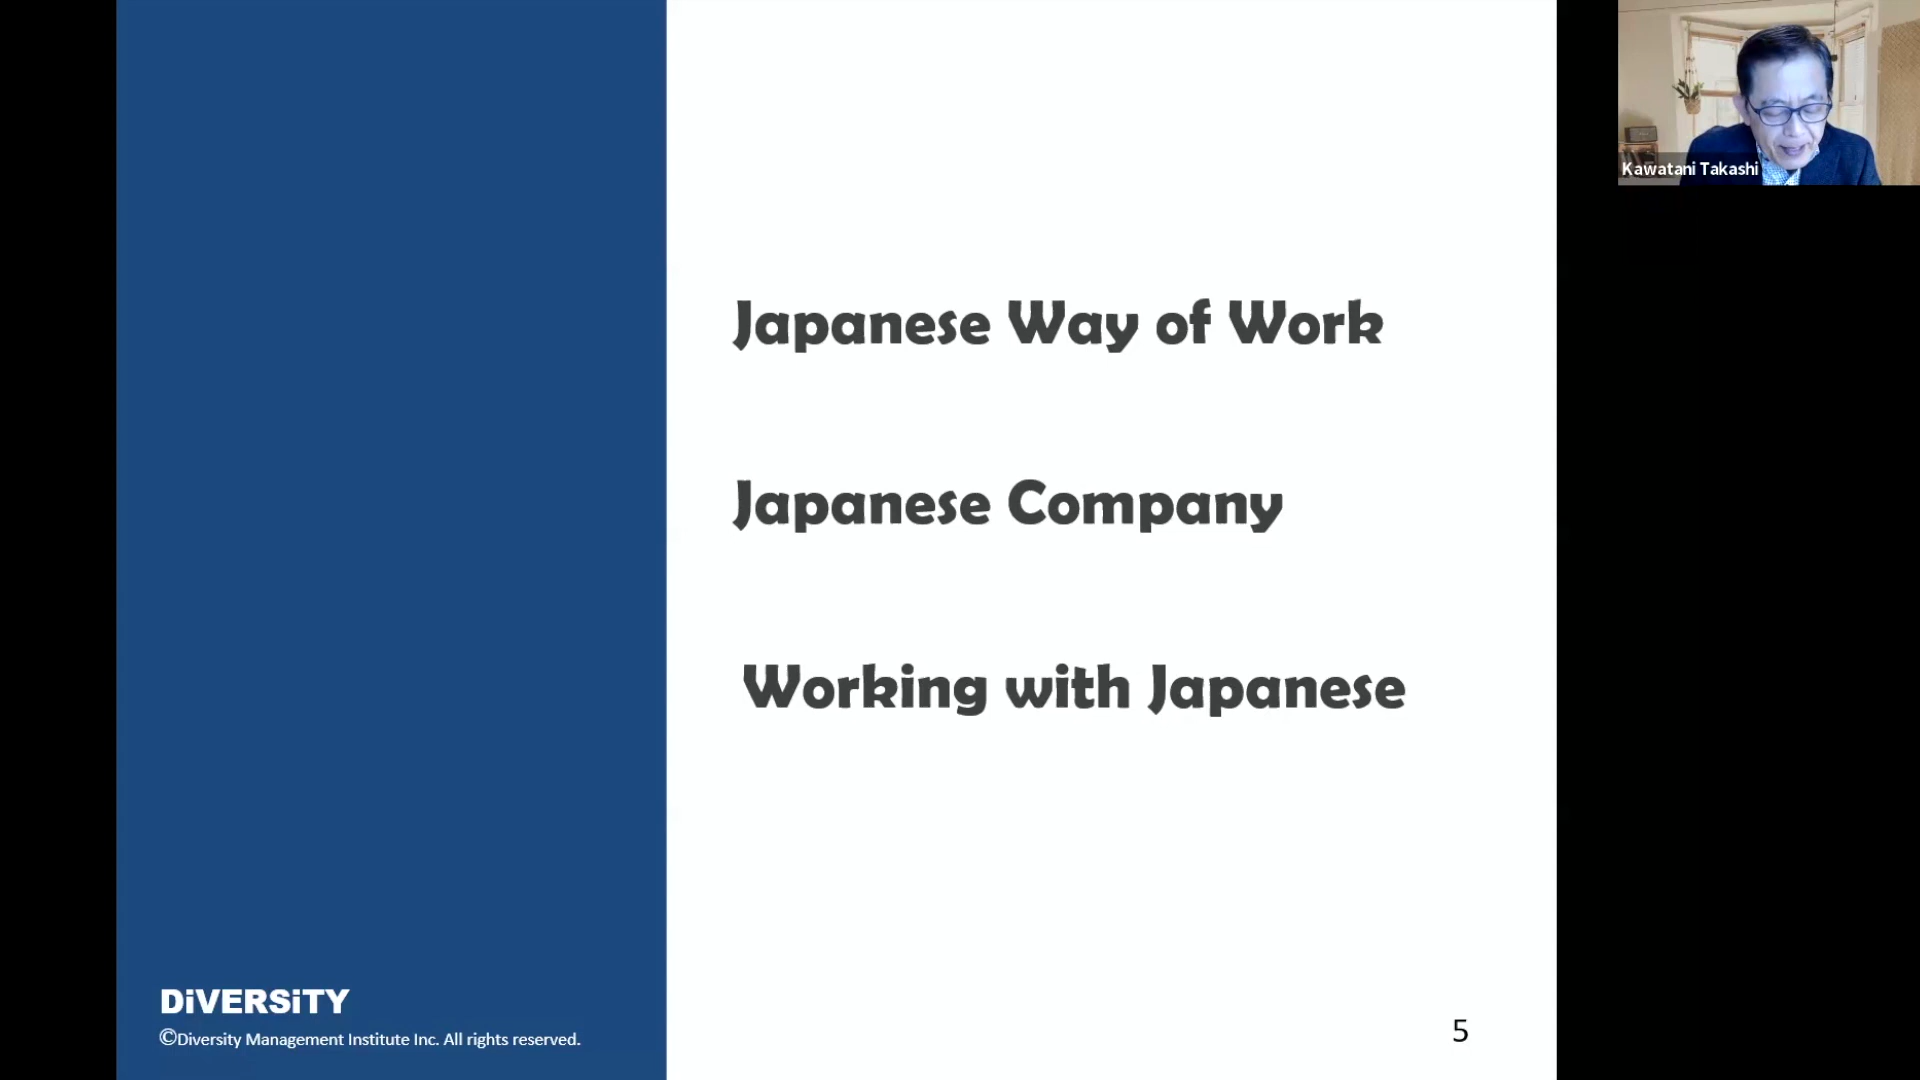 Japanese Way of Work
Japanese Company
Working with Japanese
DiVERSiTY
©Diversity Management Institute Inc. All rights reserved.
5
Kawatani Takashi